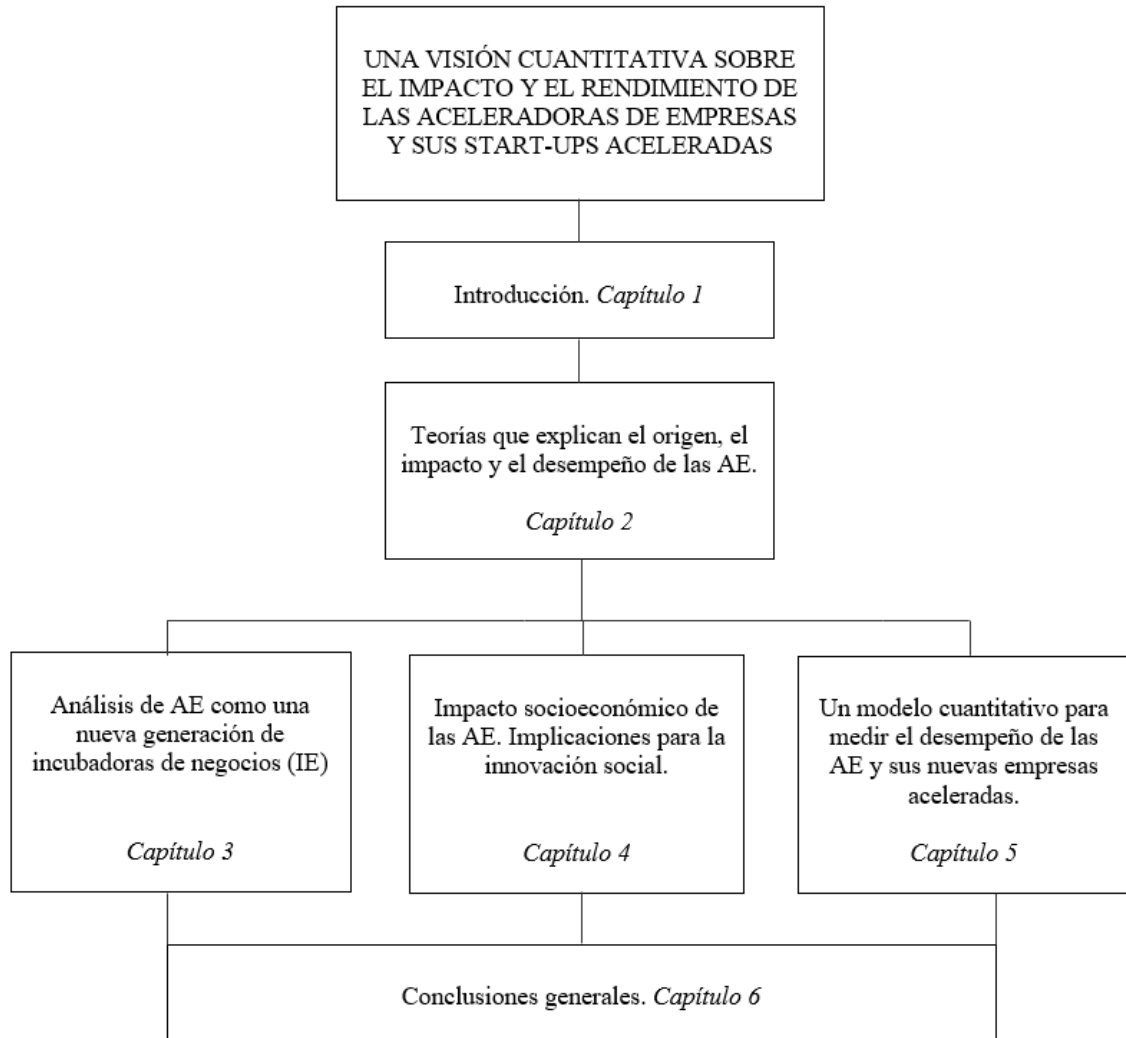 UNA VISIÓN CUANTITATIVA SOBRE
EL IMPACTO Y EL RENDIMIENTO DE
LAS ACELERADORAS DE EMPRESAS
Y SUS START-UPS ACELERADAS
Introducción. Capítulo 1
Teorías que explican el origen, el
impacto y el desempeño de las AE.
Capítulo 2
Análisis de AE como una
nueva generación de
incubadoras de negocios (IE)
Capítulo 3
Impacto socioeconómico de
las AE. Implicaciones para la
innovación social.
Capítulo 4
Un modelo cuantitativo para
medir el desempeño de las
AE y sus nuevas empresas
aceleradas.
Capítulo 5
Conclusiones generales. Capítulo 6